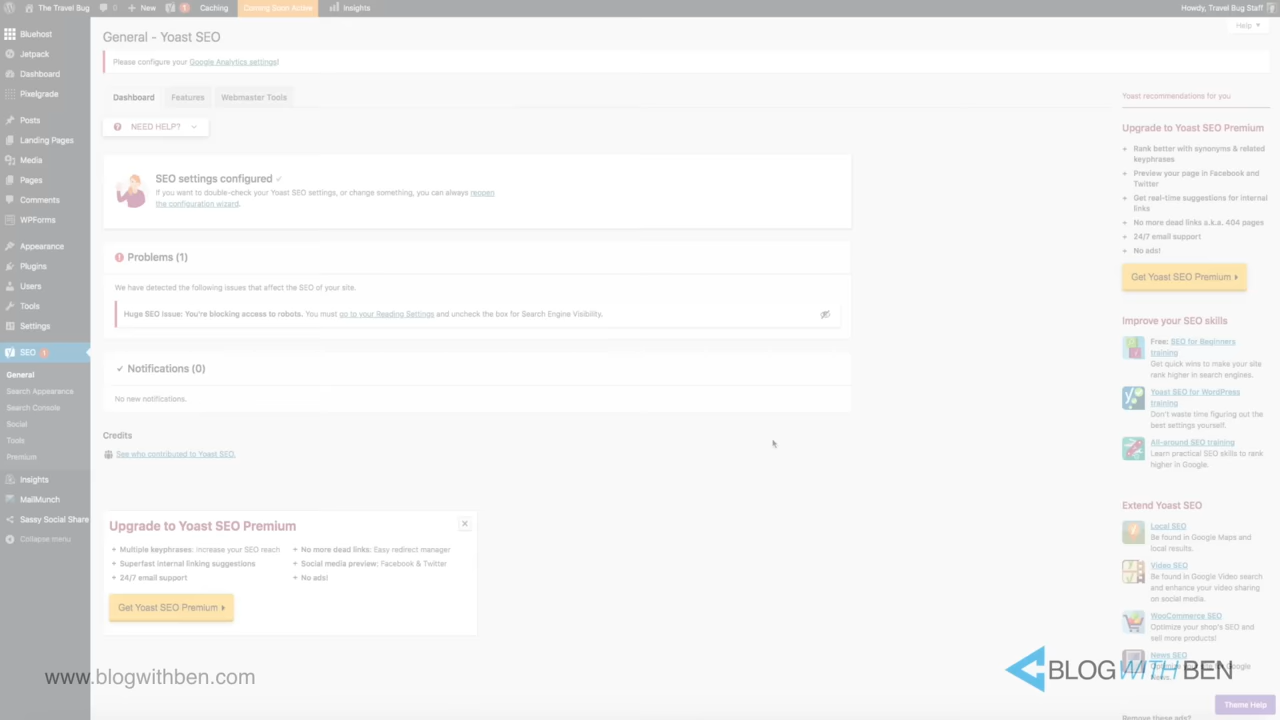 The Travel Bug 0 + New 1 Caching Coming Soon Active Insights Howdy, Travel Bug Staff
Help
Bluehost
Jetpack
Dashboard
Pixelgrade
Posts
Landing Pages
Media
Pages
Comments
WPForms
Appearance
Plugins
Users
Tools
Settings
SEO 1
General
Search Appearance
Search Console
Social
Tools
Premium
Insights
MailMunch
Sassy Social Share
Collapse menu
General - Yoast SEO
Please configure your Google Analytics settings!
Dashboard Features Webmaster Tools
NEED HELP?
SEO settings configured ✓
If you want to double-check your Yoast SEO settings, or change something, you can always reopen
the configuration wizard.
Problems (1)
We have detected the following issues that affect the SEO of your site.
Huge SEO Issue: You're blocking access to robots. You must go to your Reading Settings and uncheck the box for Search Engine Visibility.
✓ Notifications (0)
No new notifications.
Credits
See who contributed to Yoast SEO.
Upgrade to Yoast SEO Premium X
+ Multiple keyphrases: Increase your SEO reach
+ Superfast internal linking suggestions
+ 24/7 email support
+ No more dead links: Easy redirect manager
+ Social media preview: Facebook & Twitter
+ No ads!
Get Yoast SEO Premium
Yoast recommendations for you
Upgrade to Yoast SEO Premium
+ Rank better with synonyms & related
keyphrases
+ Preview your page in Facebook and
Twitter
+ Get real-time suggestions for internal
links
+ No more dead links a.k.a. 404 pages
+ 24/7 email support
+ No ads!
Get Yoast SEO Premium
Improve your SEO skills
Free: SEO for Beginners
training
Get quick wins to make your site
rank higher in search engines.
Yoast SEO for WordPress
training
Don't waste time figuring out the
best settings yourself.
All-around SEO training
Learn practical SEO skills to rank
higher in Google.
Extend Yoast SEO
Local SEO
Be found in Google Maps and
local results.
Video SEO
Be found in Google Video search
and enhance your video sharing
on social media.
WooCommerce SEO
Optimize your shop's SEO and
sell more products!
News SEO
Google
News.
Remove these ads?
Theme Help
www.blogwithben.com
BLOGWITHBEN